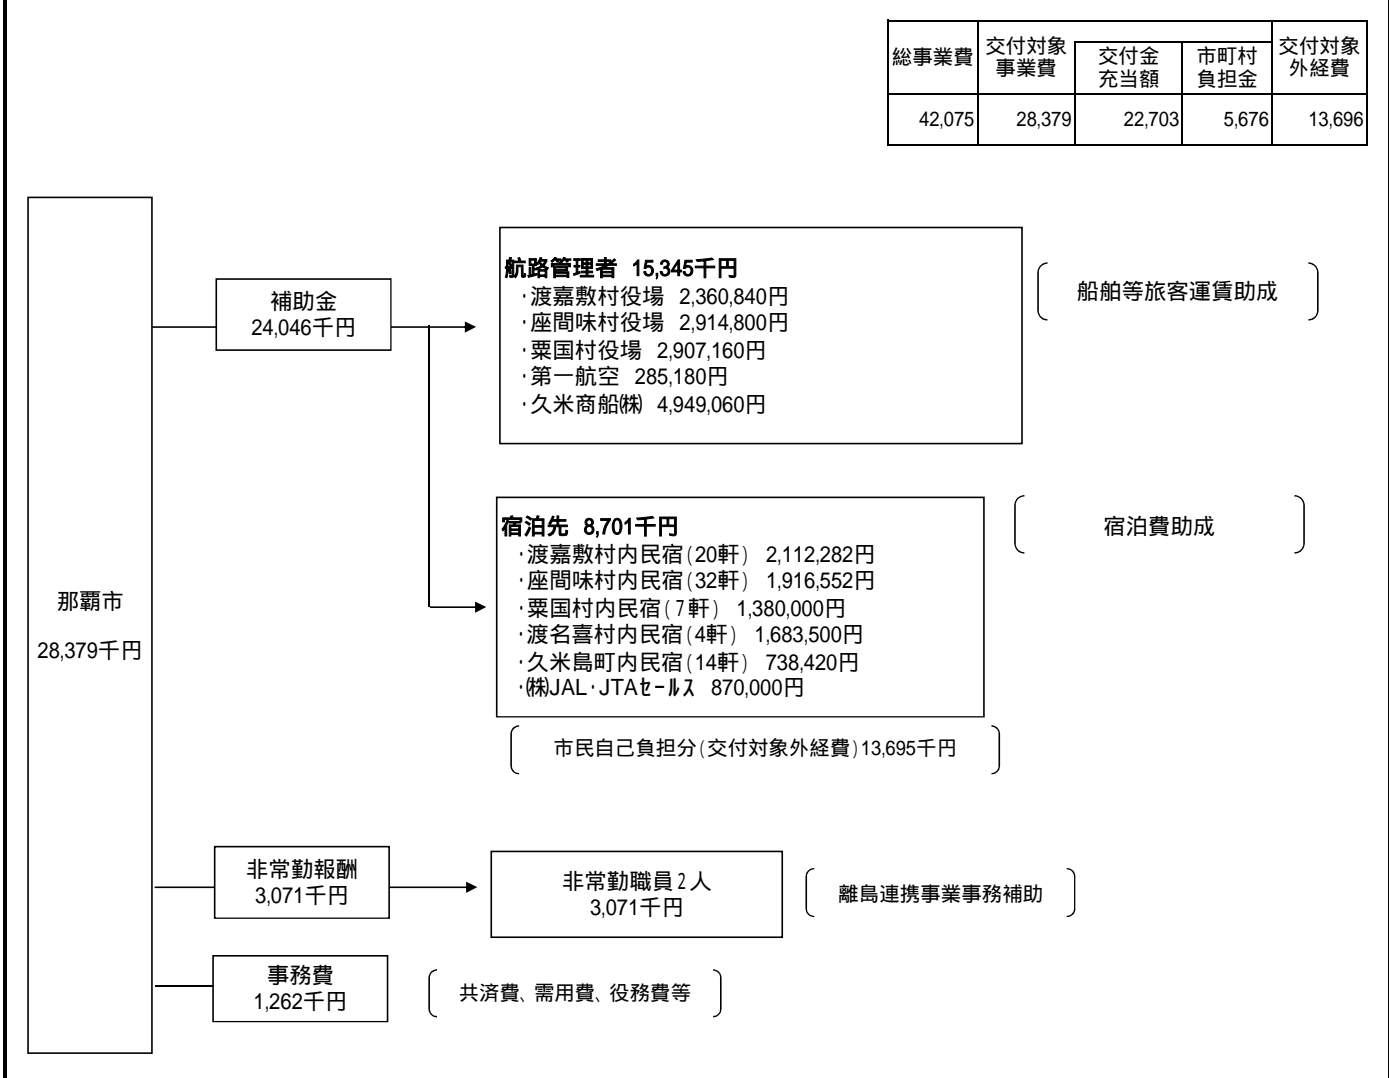 総事業費
交付対象
事業費
交付金
充当額
市町村
負担金
交付対象
外経費
42,075 28,379 22,703 5,676 13,696
那覇市
28,379千円
補助金
24,046千円
航路管理者 15,345千円
・渡嘉敷村役場 2,360,840円
・座間味村役場 2,914,800円
・粟国村役場 2,907,160円
・第一航空 285,180円
・久米商船㈱ 4,949,060円
船舶等旅客運賃助成
宿泊先 8,701千円
・渡嘉敷村内民宿(20軒) 2,112,282円
・座間味村内民宿(32軒) 1,916,552円
・粟国村内民宿(7軒) 1,380,000円
・渡名喜村内民宿(4軒) 1,683,500円
・久米島町内民宿(14軒) 738,420円
・㈱JAL・JTAセールス 870,000円
宿泊費助成
市民自己負担分(交付対象外経費)13,695千円
非常勤報酬
3,071千円
非常勤職員2人
3,071千円
離島連携事業事務補助
事務費
1,262千円
共済費、需用費、役務費等